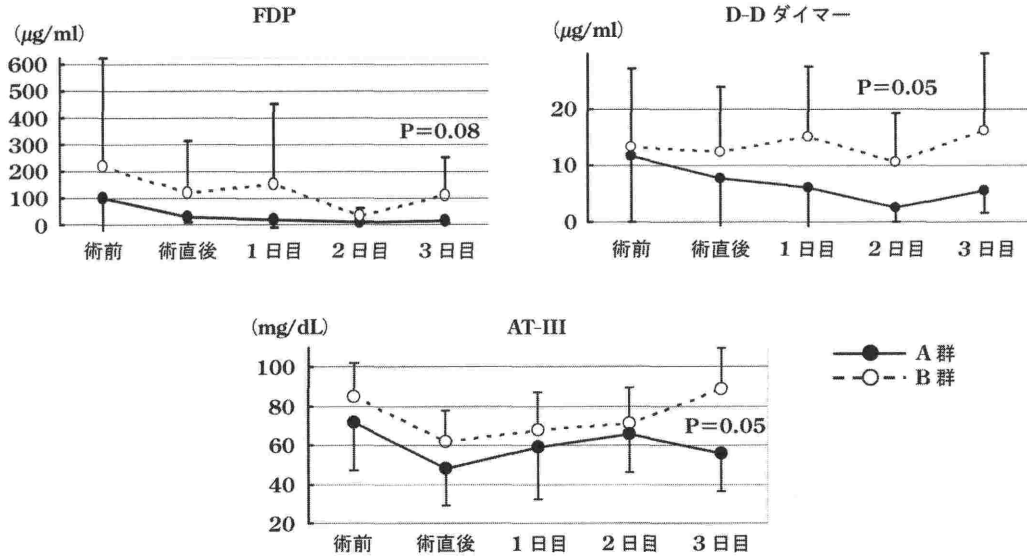 FDP
(μg/ml)
600
500
400
300
200
100
0
P=0.08
術前 術直後 1日目 2日目 3日目
D-D ダイマー
(μg/ml)
20
10
0
P=0.05
術前 術直後 1日目 2日目 3日目
AT-III
(mg/dL)
100
80
60
40
20
P=0.05
術前 術直後 1日目 2日目 3日目
A 群
B 群